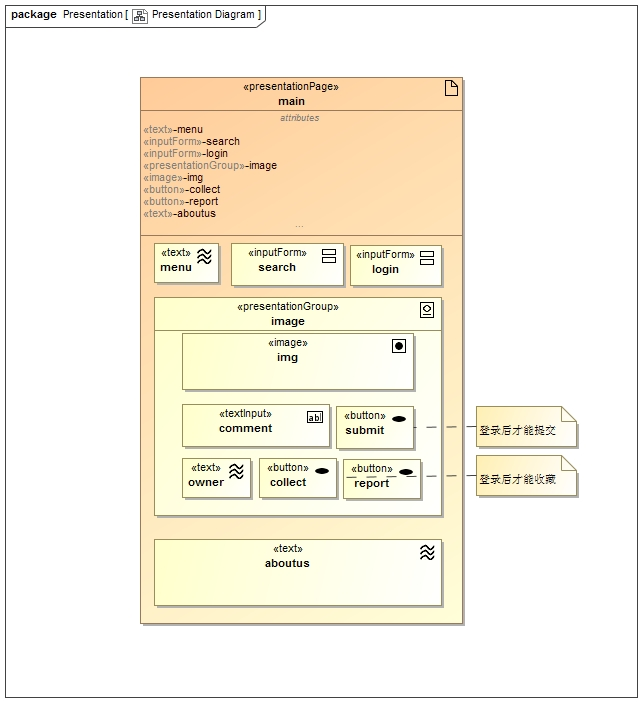 package Presentation [ Presentation Diagram ]
«presentationPage»
main
attributes
«text»-menu
«inputForm»-search
«inputForm»-login
«presentationGroup»-image
«image»-img
«button»-collect
«button»-report
«text»-aboutus
...
«text»
menu
«inputForm»
search
«inputForm»
login
«presentationGroup»
image
«image»
img
«textInput»
comment
abl
«button»
submit
登录后才能提交
«text»
owner
«button»
collect
«button»
report
登录后才能收藏
«text»
aboutus